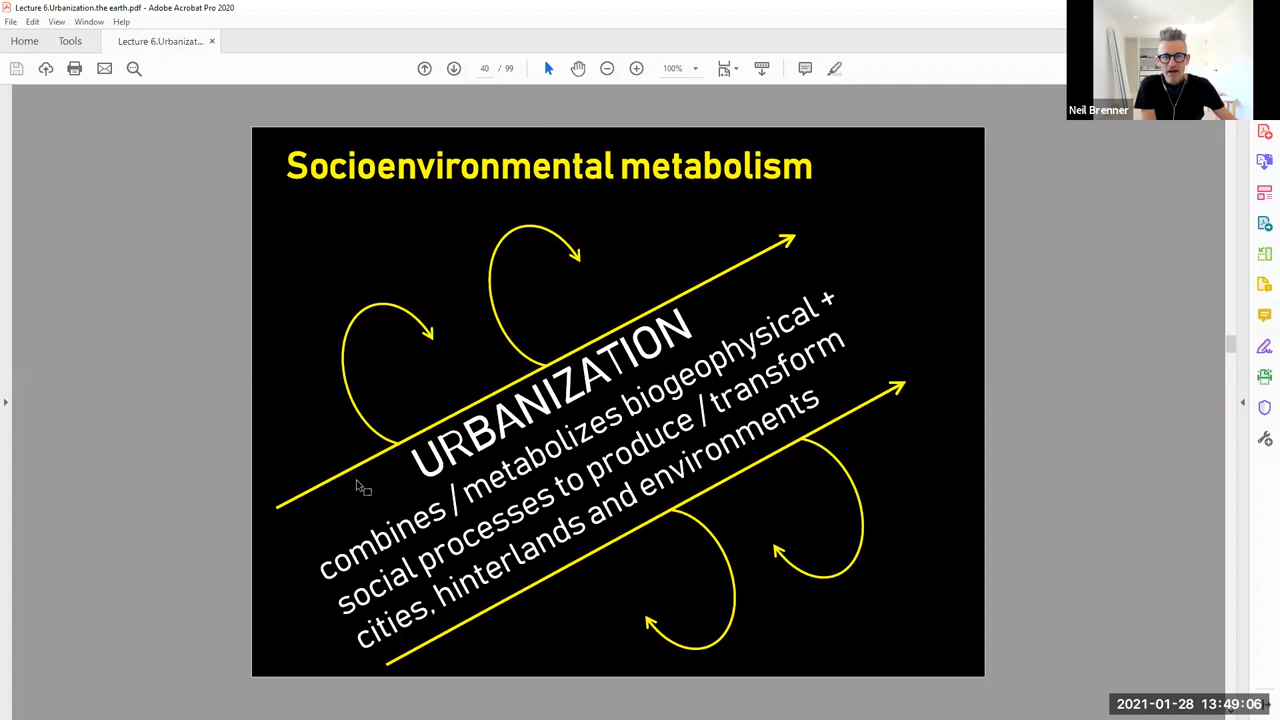 Lecture 6.Urbanization.the earth.pdf - Adobe Acrobat Pro 2020
File Edit View Window Help
Home Tools Lecture 6.Urbanizat... ×
40 / 99 100%
Neil Brenner
Socioenvironmental metabolism
URBANIZATION
combines / metabolizes biogeophysical +
social processes to produce / transform
cities, hinterlands and environments
2021-01-28 13:49:06